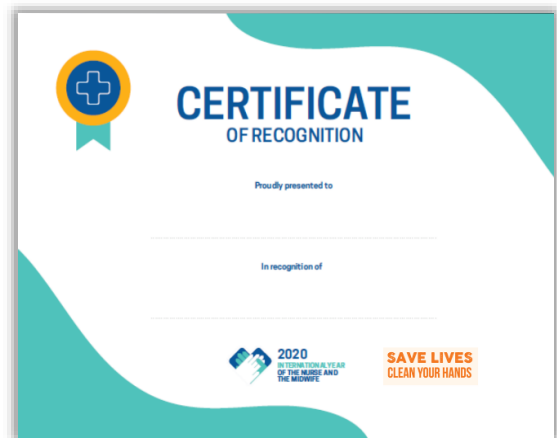 CERTIFICATE
OF RECOGNITION
Proudly presented to
In recognition of
2020
INTERNATIONAL YEAR
OF THE NURSE AND
THE MIDWIFE
SAVE LIVES
CLEAN YOUR HANDS